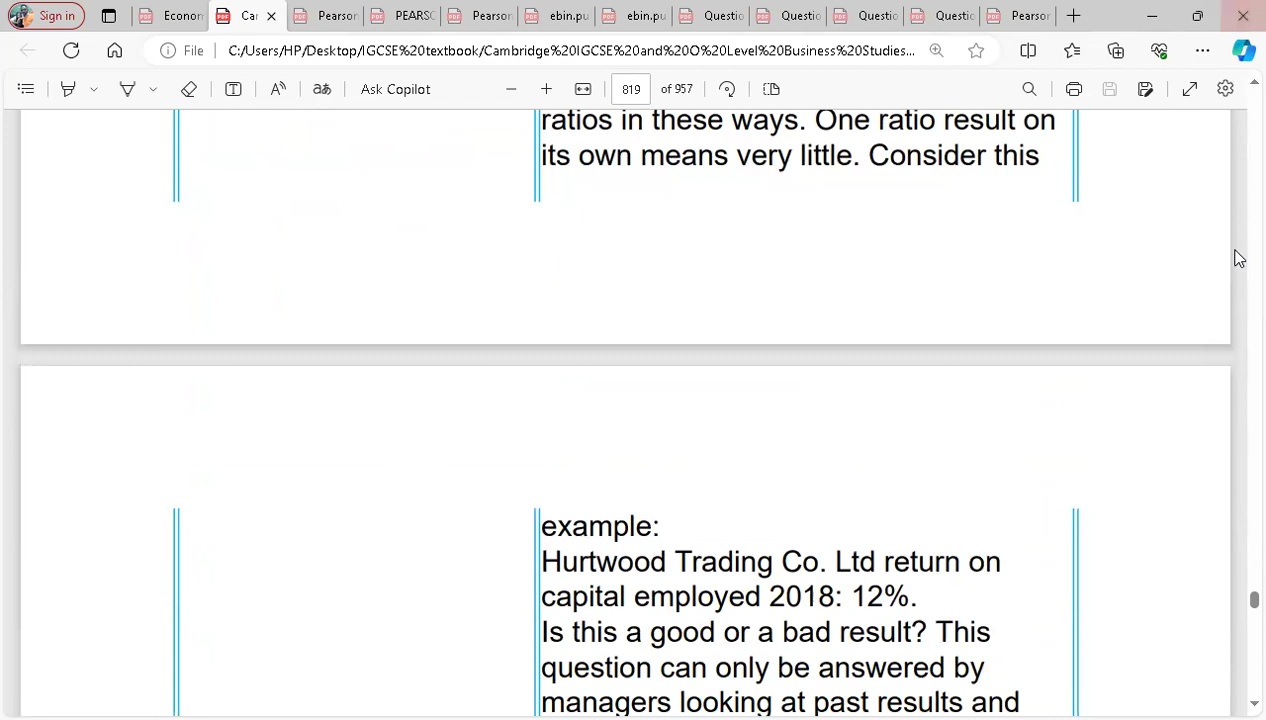 Sign in
Econom
Car
Pearson
PEARSO
Pearson
ebin.pu
ebin.pu
Questio
Questio
Questio
Questio
Pearson
File
C:/Users/HP/Desktop/IGCSE%20textbook/Cambridge%20IGCSE%20and%20O%20Level%20Business%20Studies...
Ask Copilot
819
of 957
ratios in these ways. One ratio result on
its own means very little. Consider this
example:
Hurtwood Trading Co. Ltd return on
capital employed 2018: 12%.
Is this a good or a bad result? This
question can only be answered by
managers looking at past results and